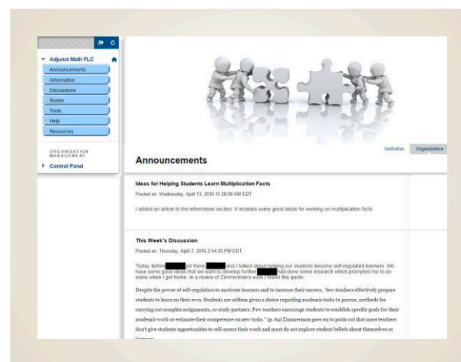 Adjunct Math FLC
Announcements
Information
Discussions
Roster
Tools
Help
Resources
ORGANIZATION
MANAGEMENT
Control Panel
Institution
Organization
Announcements
Ideas for Helping Students Learn Multiplication Facts
Posted on: Wednesday, April 13, 2016 11:26:09 AM EDT
I added an article to the information section. It includes some great ideas for working on multiplication facts.
This Week's Discussion
Posted on: Thursday, April 7, 2016 2:54:25 PM EDT
Today, before got there and I talked about helping our students become self-regulated learners. We
have some good ideas that we want to develop further. had done some research which prompted me to do
some when I got home. In a review of Zimmerman's work I found this quote:
Despite the power of self-regulation to motivate learners and to increase their success, "few teachers effectively prepare
students to learn on their own. Students are seldom given a choice regarding academic tasks to pursue, methods for
carrying out complex assignments, or study partners. Few teachers encourage students to establish specific goals for their
academic work or estimate their competence on new tasks." Zimmerman goes on to point out that most teachers
don't give students opportunities to self-assess their work and most do not explore student beliefs about themselves as
learners.